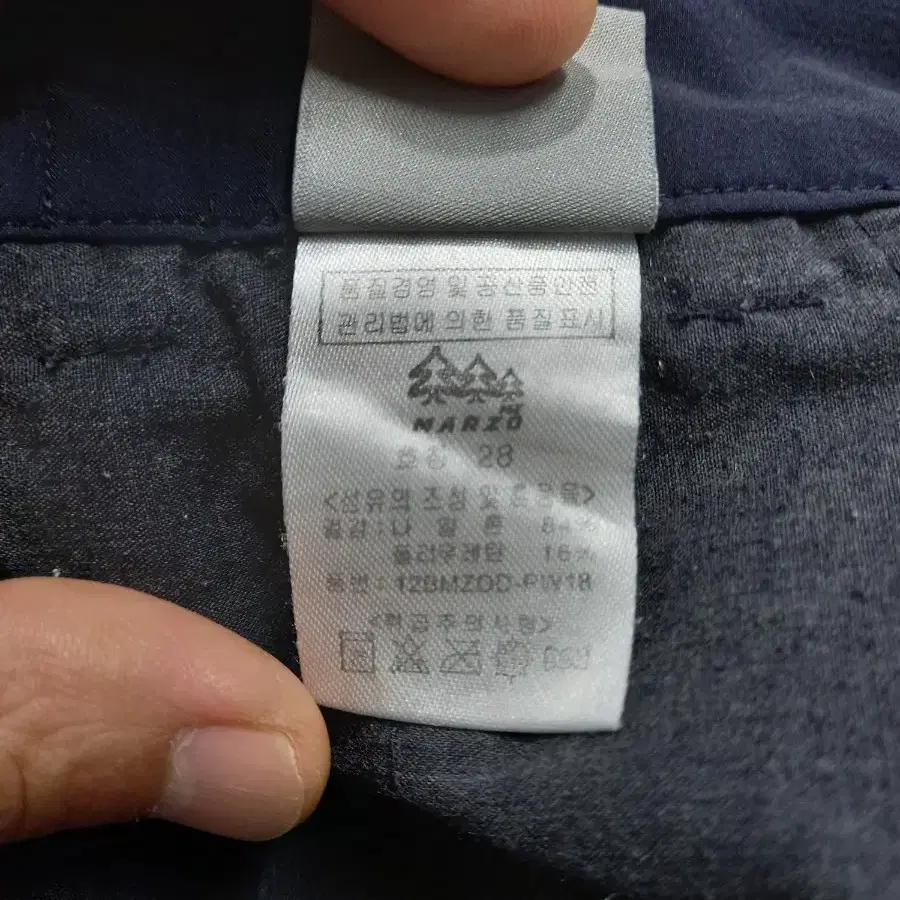 품질경영 및 공산품안전
관리법에 의한 품질표시
MARZO
호칭 28
<섬유의 조성 및 혼용율>
겉감 : 나 일 론 84%
폴리우레탄 16%
품번 : 12BMZOD-PW18
<취급주의사항>